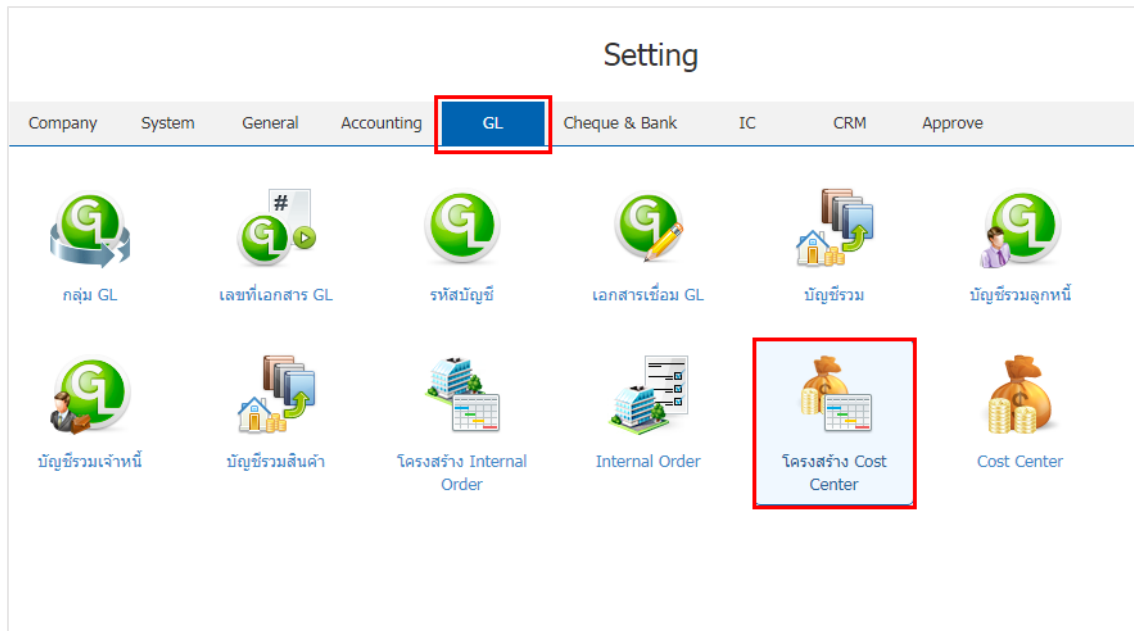 Setting
Company System General Accounting GL Cheque & Bank IC CRM Approve
#
กลุ่ม GL เลขที่เอกสาร GL รหัสบัญชี เอกสารเชื่อม GL บัญชีรวม บัญชีรวมลูกหนี้
บัญชีรวมเจ้าหนี้ บัญชีรวมสินค้า โครงสร้าง Internal Order Internal Order โครงสร้าง Cost Center Cost Center